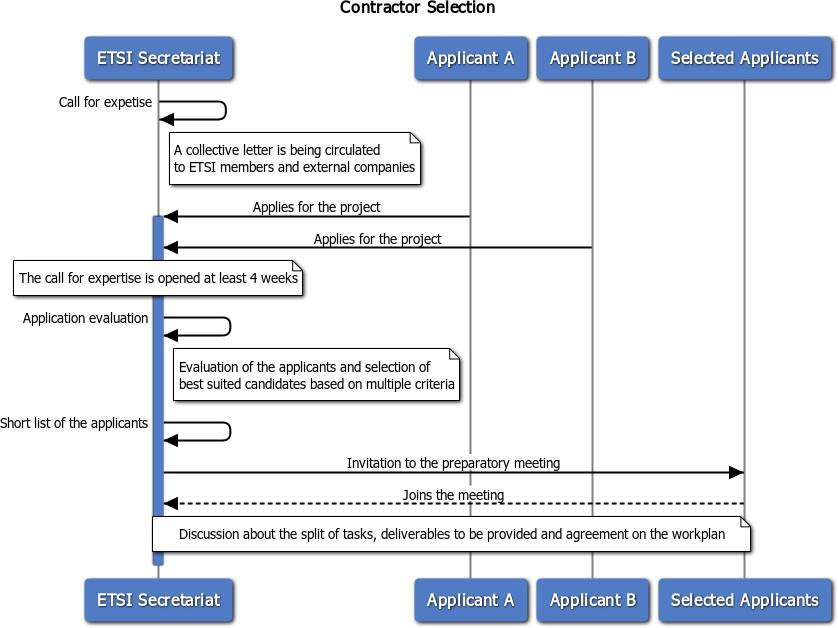 Contractor Selection
ETSI Secretariat
Applicant A
Applicant B
Selected Applicants
Call for expetise
A collective letter is being circulated
to ETSI members and external companies
Applies for the project
Applies for the project
The call for expertise is opened at least 4 weeks
Application evaluation
Evaluation of the applicants and selection of
best suited candidates based on multiple criteria
Short list of the applicants
Invitation to the preparatory meeting
Joins the meeting
Discussion about the split of tasks, deliverables to be provided and agreement on the workplan
ETSI Secretariat
Applicant A
Applicant B
Selected Applicants